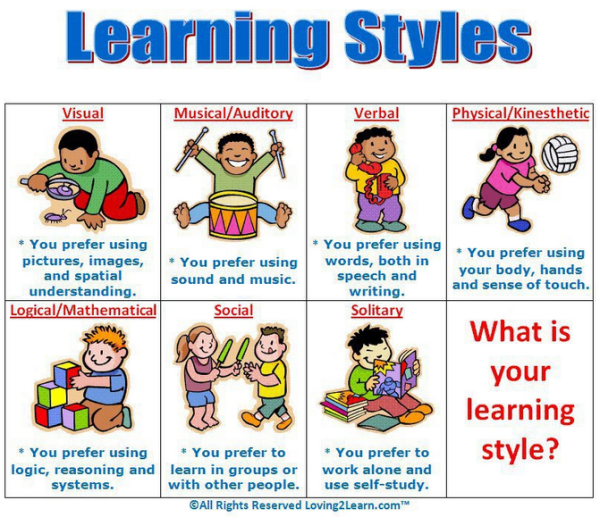 Learning Styles
Visual
* You prefer using
pictures, images,
and spatial
understanding.
Musical/Auditory
* You prefer using
sound and music.
Verbal
* You prefer using
words, both in
speech and
writing.
Physical/Kinesthetic
* You prefer using
your body, hands
and sense of touch.
Logical/Mathematical
* You prefer using
logic, reasoning and
systems.
Social
* You prefer to
learn in groups or
with other people.
Solitary
* You prefer to
work alone and
use self-study.
What is
your
learning
style?
©All Rights Reserved Loving2Learn.com™